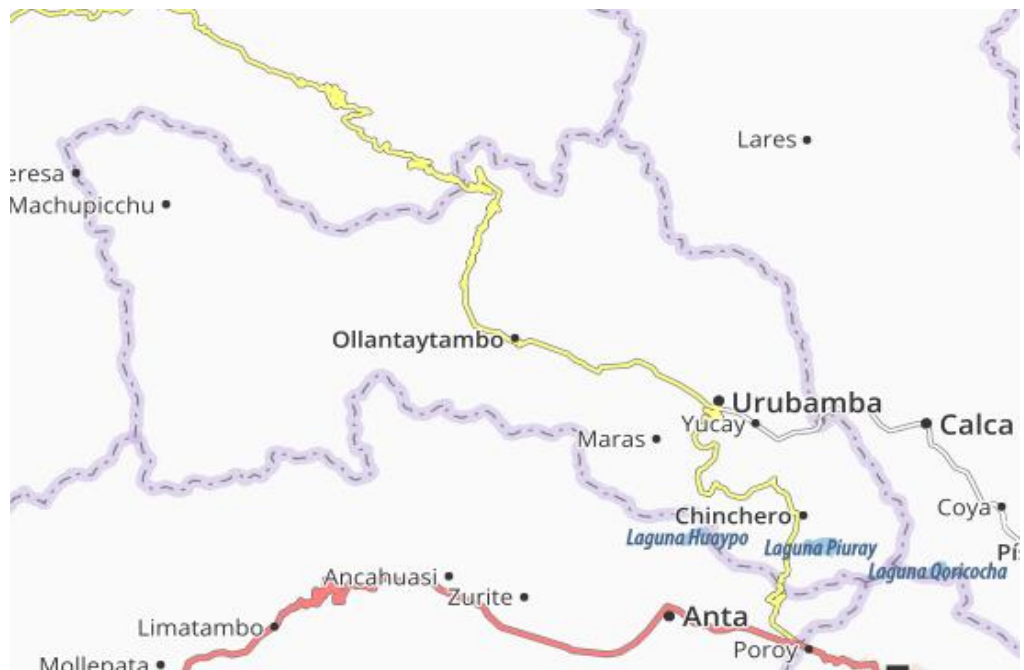 Lares
eresa
Machupicchu
Ollantaytambo
Urubamba
Yucay
Calca
Maras
Coya
Chinchero
Laguna Huaypo
Laguna Piuray
Pís
Laguna Qoricocha
Ancahuasi
Zurite
Anta
Limatambo
Poroy
Mollepata